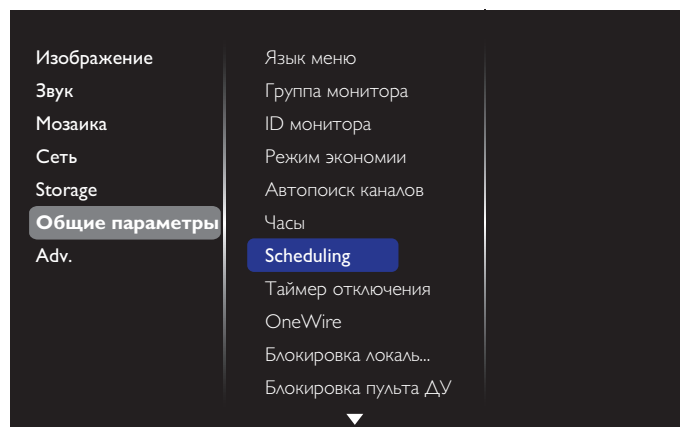 Изображение
Звук
Мозаика
Сеть
Storage
Общие параметры
Adv.
Язык меню
Группа монитора
ID монитора
Режим экономии
Автопоиск каналов
Часы
Scheduling
Таймер отключения
OneWire
Блокировка локаль...
Блокировка пульта ДУ